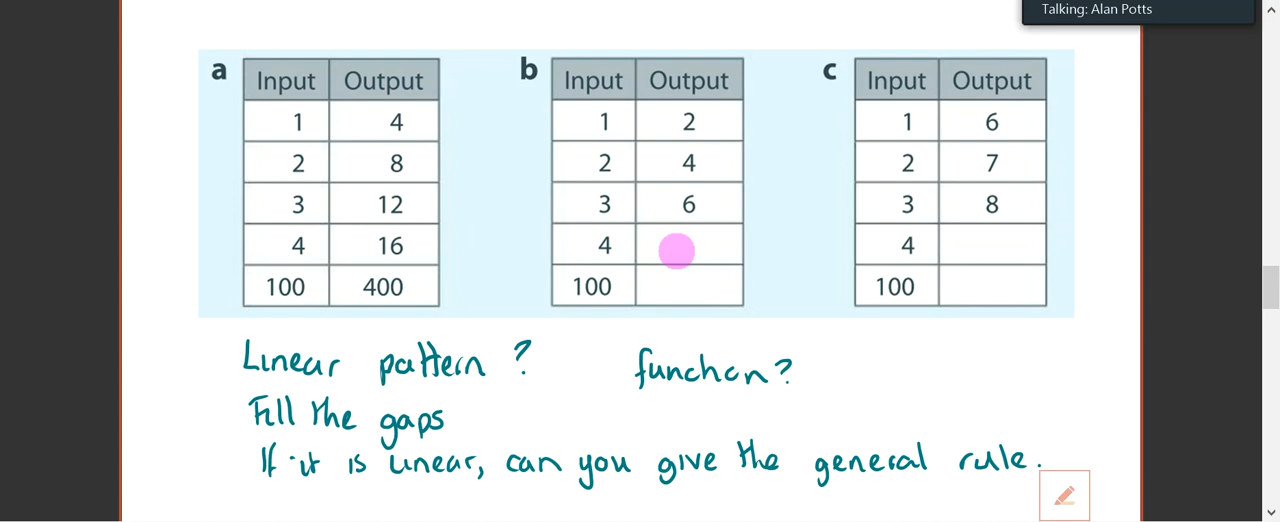 Talking: Alan Potts
a
Input Output
1 4
2 8
3 12
4 16
100 400
b
Input Output
1 2
2 4
3 6
4
100
c
Input Output
1 6
2 7
3 8
4
100
Linear pattern ? function?
Fill the gaps
If it is linear, can you give the general rule.